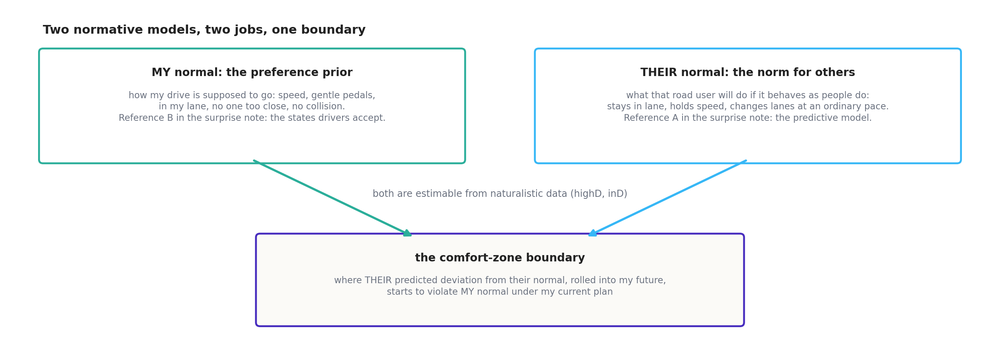 Two normative models, two jobs, one boundary
MY normal: the preference prior
how my drive is supposed to go: speed, gentle pedals,
in my lane, no one too close, no collision.
Reference B in the surprise note: the states drivers accept.
THEIR normal: the norm for others
what that road user will do if it behaves as people do:
stays in lane, holds speed, changes lanes at an ordinary pace.
Reference A in the surprise note: the predictive model.
both are estimable from naturalistic data (highD, inD)
the comfort-zone boundary
where THEIR predicted deviation from their normal, rolled into my future,
starts to violate MY normal under my current plan